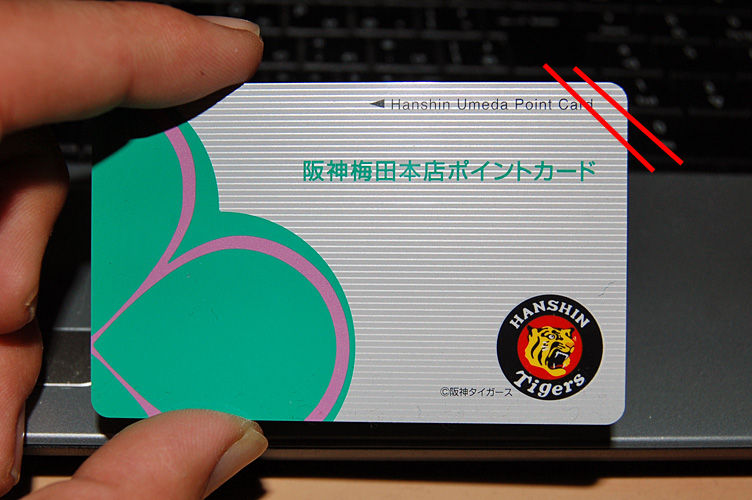 ◀ Hanshin Umeda Point Card
阪神梅田本店ポイントカード
HANSHIN
Tigers
©阪神タイガース